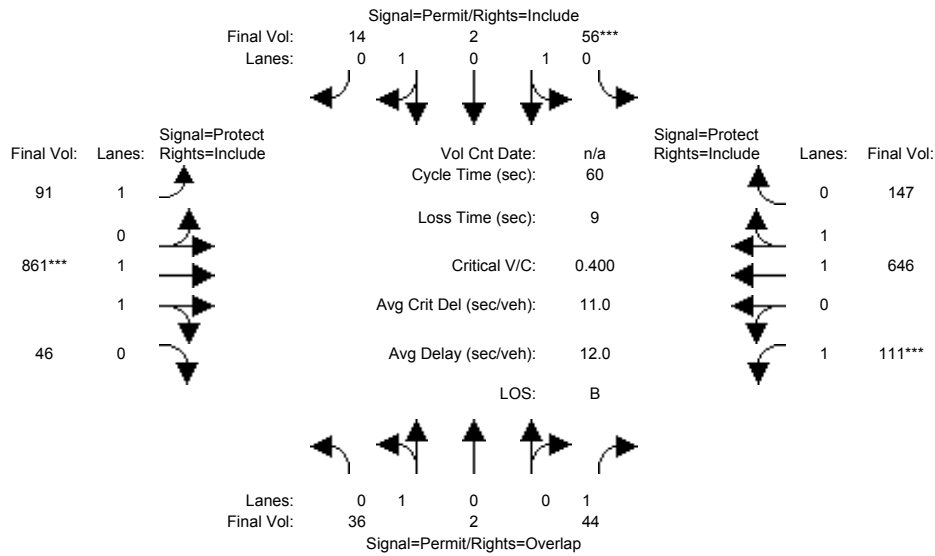 Signal=Permit/Rights=Include
Final Vol: 14 2 56***
Lanes: 0 1 0 1 0
Signal=Protect Signal=Protect
Final Vol: Lanes: Rights=Include Vol Cnt Date: n/a Rights=Include Lanes: Final Vol:
Cycle Time (sec): 60
91 1 0 147
Loss Time (sec): 9
0 1
861*** 1 Critical V/C: 0.400 1 646
1 Avg Crit Del (sec/veh): 11.0 0
46 0 Avg Delay (sec/veh): 12.0 1 111***
LOS: B
Lanes: 0 1 0 0 1
Final Vol: 36 2 44
Signal=Permit/Rights=Overlap